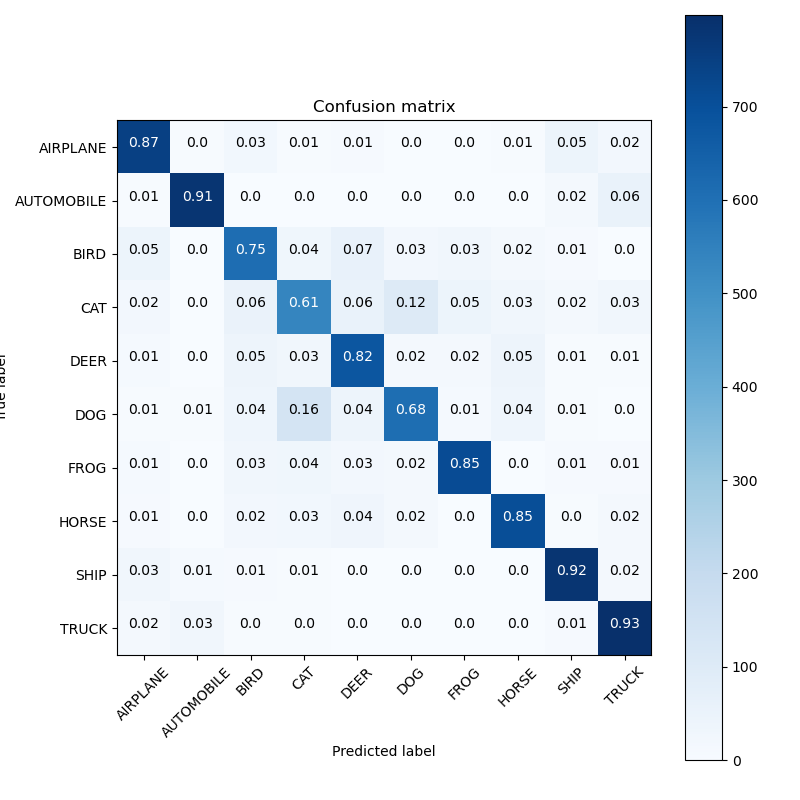 Confusion matrix
AIRPLANE 0.87 0.0 0.03 0.01 0.01 0.0 0.0 0.01 0.05 0.02
AUTOMOBILE 0.01 0.91 0.0 0.0 0.0 0.0 0.0 0.0 0.02 0.06
BIRD 0.05 0.0 0.75 0.04 0.07 0.03 0.03 0.02 0.01 0.0
CAT 0.02 0.0 0.06 0.61 0.06 0.12 0.05 0.03 0.02 0.03
DEER 0.01 0.0 0.05 0.03 0.82 0.02 0.02 0.05 0.01 0.01
DOG 0.01 0.01 0.04 0.16 0.04 0.68 0.01 0.04 0.01 0.0
FROG 0.01 0.0 0.03 0.04 0.03 0.02 0.85 0.0 0.01 0.01
HORSE 0.01 0.0 0.02 0.03 0.04 0.02 0.0 0.85 0.0 0.02
SHIP 0.03 0.01 0.01 0.01 0.0 0.0 0.0 0.0 0.92 0.02
TRUCK 0.02 0.03 0.0 0.0 0.0 0.0 0.0 0.0 0.01 0.93
AIRPLANE AUTOMOBILE BIRD CAT DEER DOG FROG HORSE SHIP TRUCK
Predicted label
True label
700
600
500
400
300
200
100
0